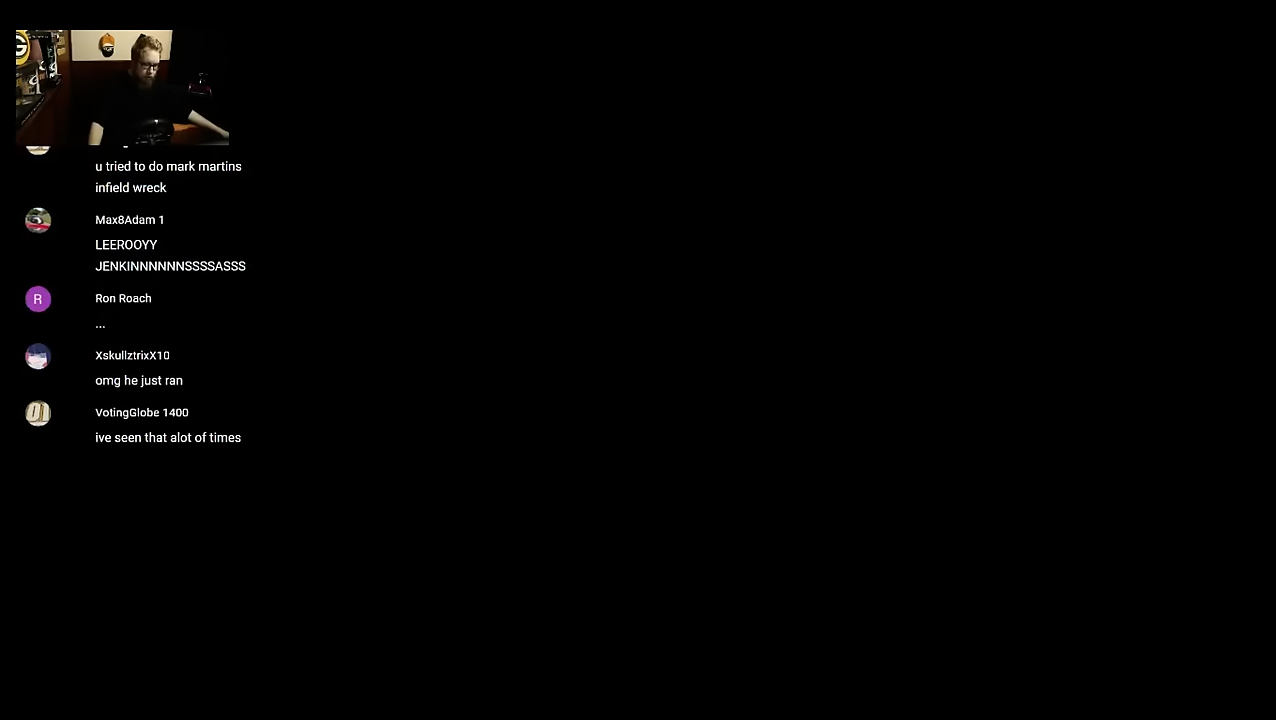 u tried to do mark martins
infield wreck
Max8Adam 1
LEEROOYY
JENKINNNNNNSSSSASSS
R
Ron Roach
...
XskullztrixX10
omg he just ran
VotingGlobe 1400
ive seen that alot of times